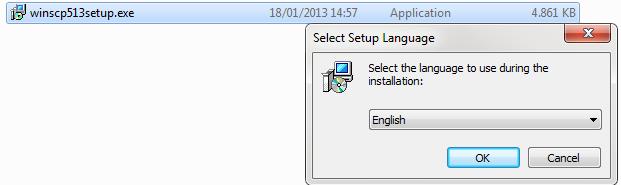 winscp513setup.exe 18/01/2013 14:57 Application 4.861 KB
Select Setup Language
Select the language to use during the
installation:
English
OK Cancel